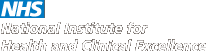 NHS
National Institute for
Health and Clinical Excellence